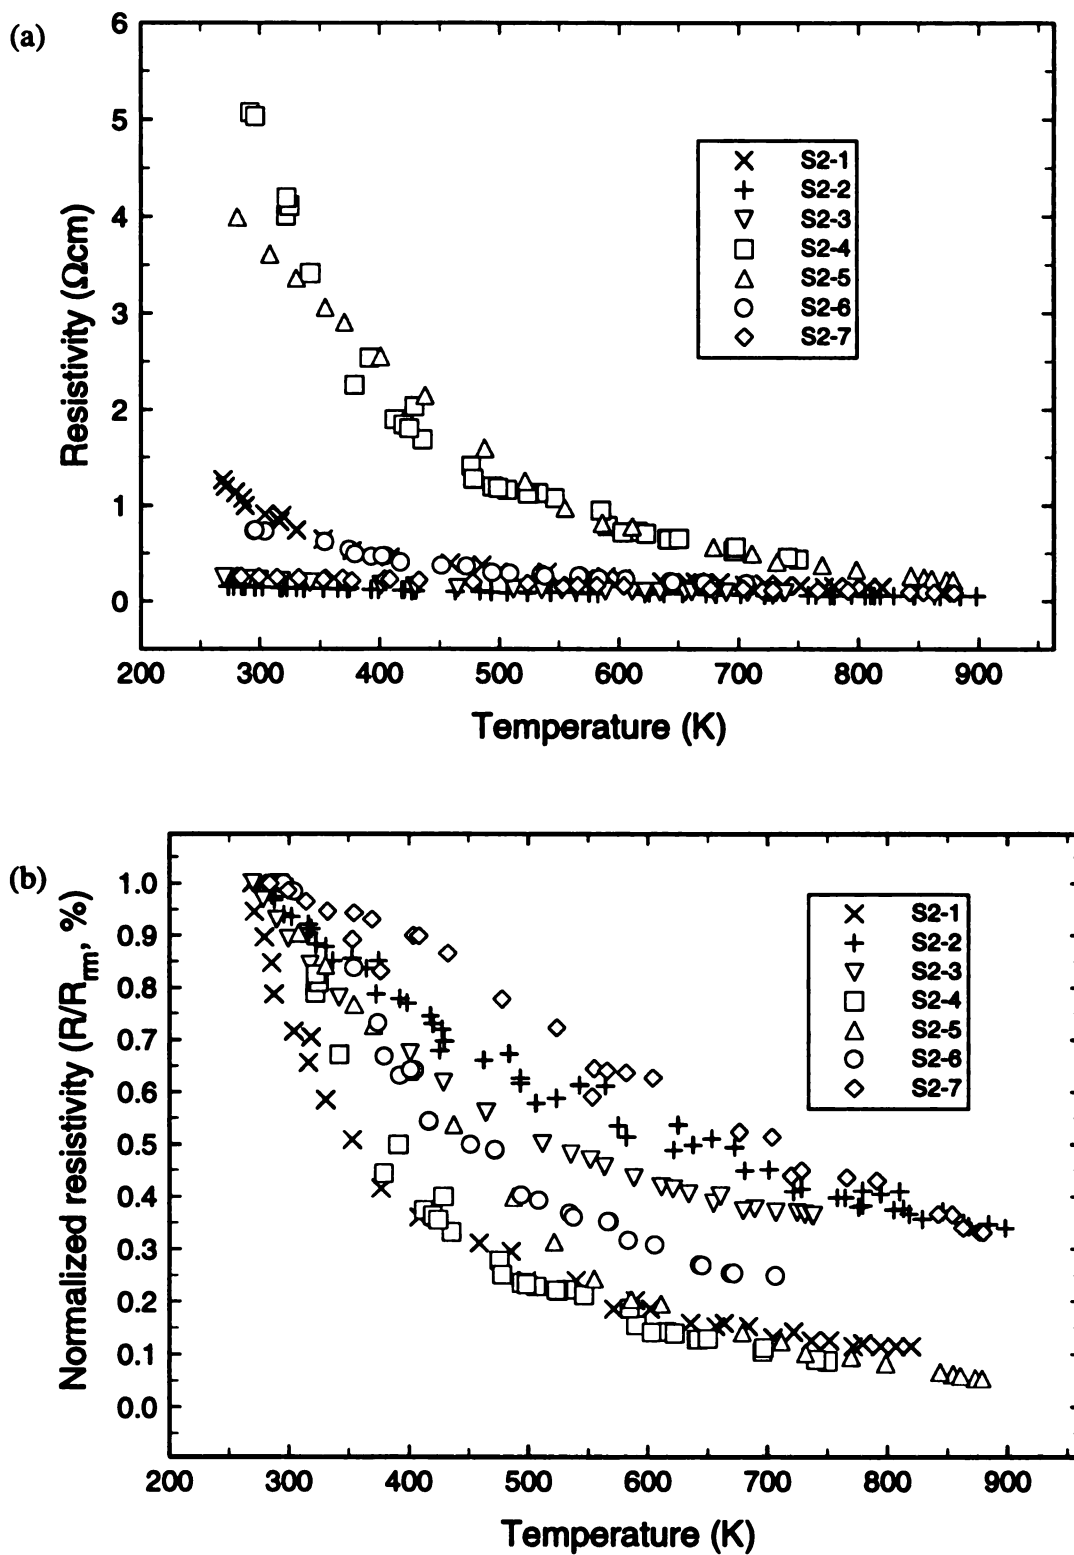 (a)
6
5
4
3
2
1
0
Resistivity (Ωcm)
S2-1
S2-2
S2-3
S2-4
S2-5
S2-6
S2-7
200 300 400 500 600 700 800 900
Temperature (K)
(b)
1.0
0.9
0.8
0.7
0.6
0.5
0.4
0.3
0.2
0.1
0.0
Normalized resistivity (R/Rrm, %)
S2-1
S2-2
S2-3
S2-4
S2-5
S2-6
S2-7
200 300 400 500 600 700 800 900
Temperature (K)